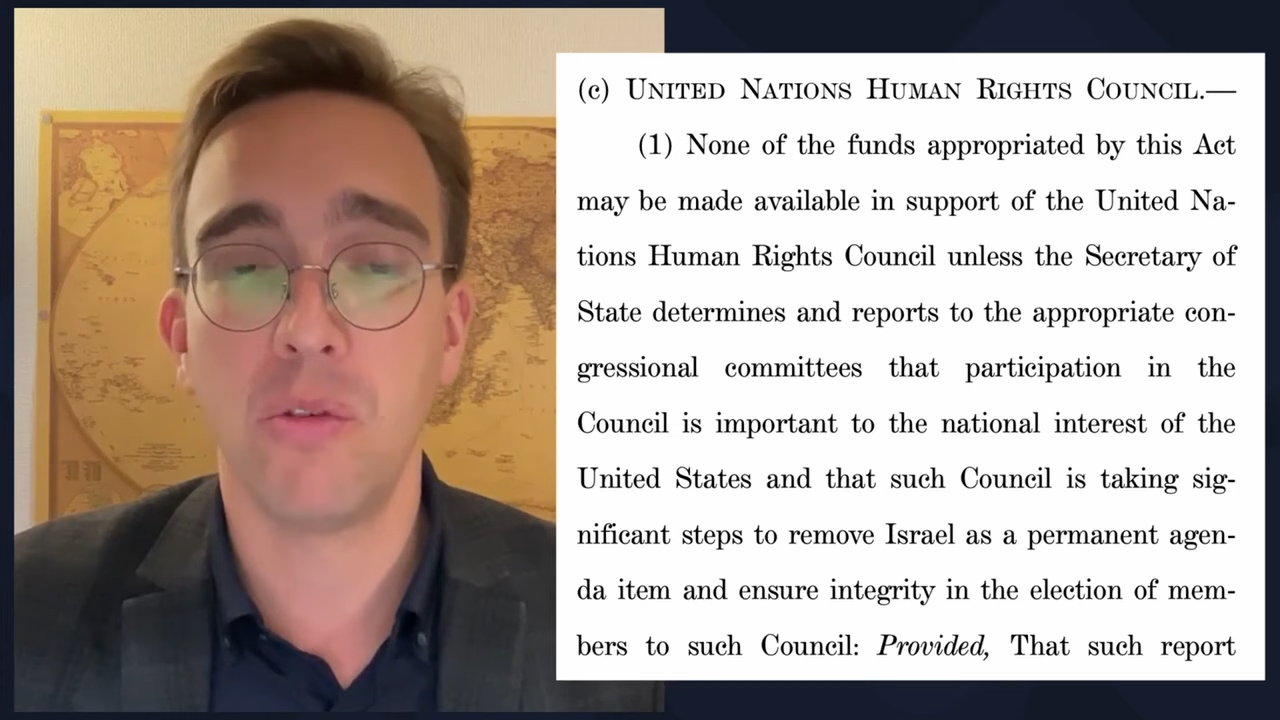 (c) UNITED NATIONS HUMAN RIGHTS COUNCIL.—
(1) None of the funds appropriated by this Act
may be made available in support of the United Na-
tions Human Rights Council unless the Secretary of
State determines and reports to the appropriate con-
gressional committees that participation in the
Council is important to the national interest of the
United States and that such Council is taking sig-
nificant steps to remove Israel as a permanent agen-
da item and ensure integrity in the election of mem-
bers to such Council: Provided, That such report